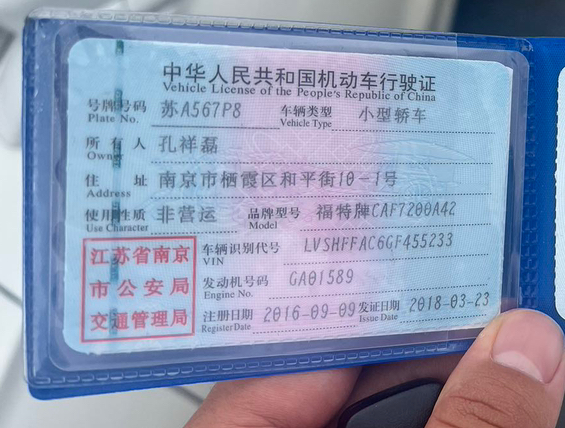 中华人民共和国机动车行驶证
Vehicle License of the People's Republic of China
号牌号码 苏A567P8 车辆类型 小型轿车
Plate No. Vehicle Type
所有人 孔祥磊
Owner
住址 南京市栖霞区和平街10-1号
Address
使用性质 非营运 品牌型号 福特牌CAF7200A42
Use Character Model
江苏省南京
市公安局
交通管理局
车辆识别代号 LVSHFFAC6GF455233
VIN
发动机号码 GA01589
Engine No.
注册日期 2016-09-09 发证日期 2018-03-23
Register Date Issue Date